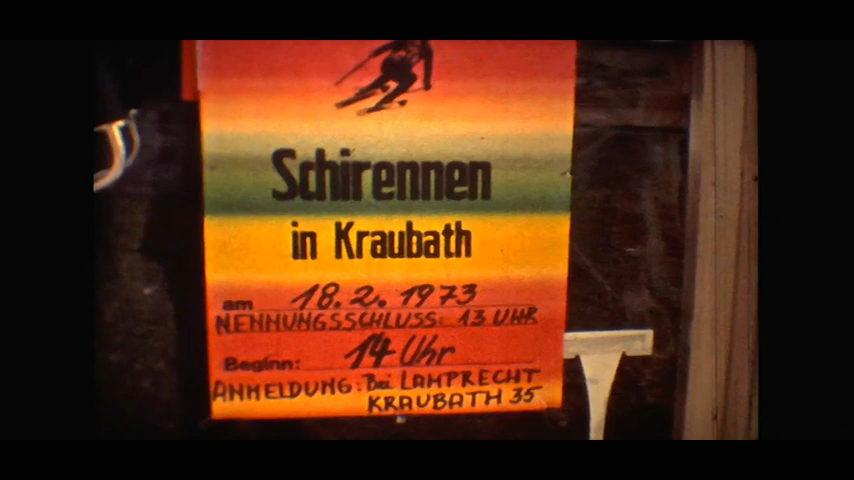 Schirennen
in Kraubath
am 18.2.1973
NENNUNGSSCHLUSS: 13 UHR
Beginn: 14 Uhr
ANMELDUNG: Bei LAMPRECHT
KRAUBATH 35